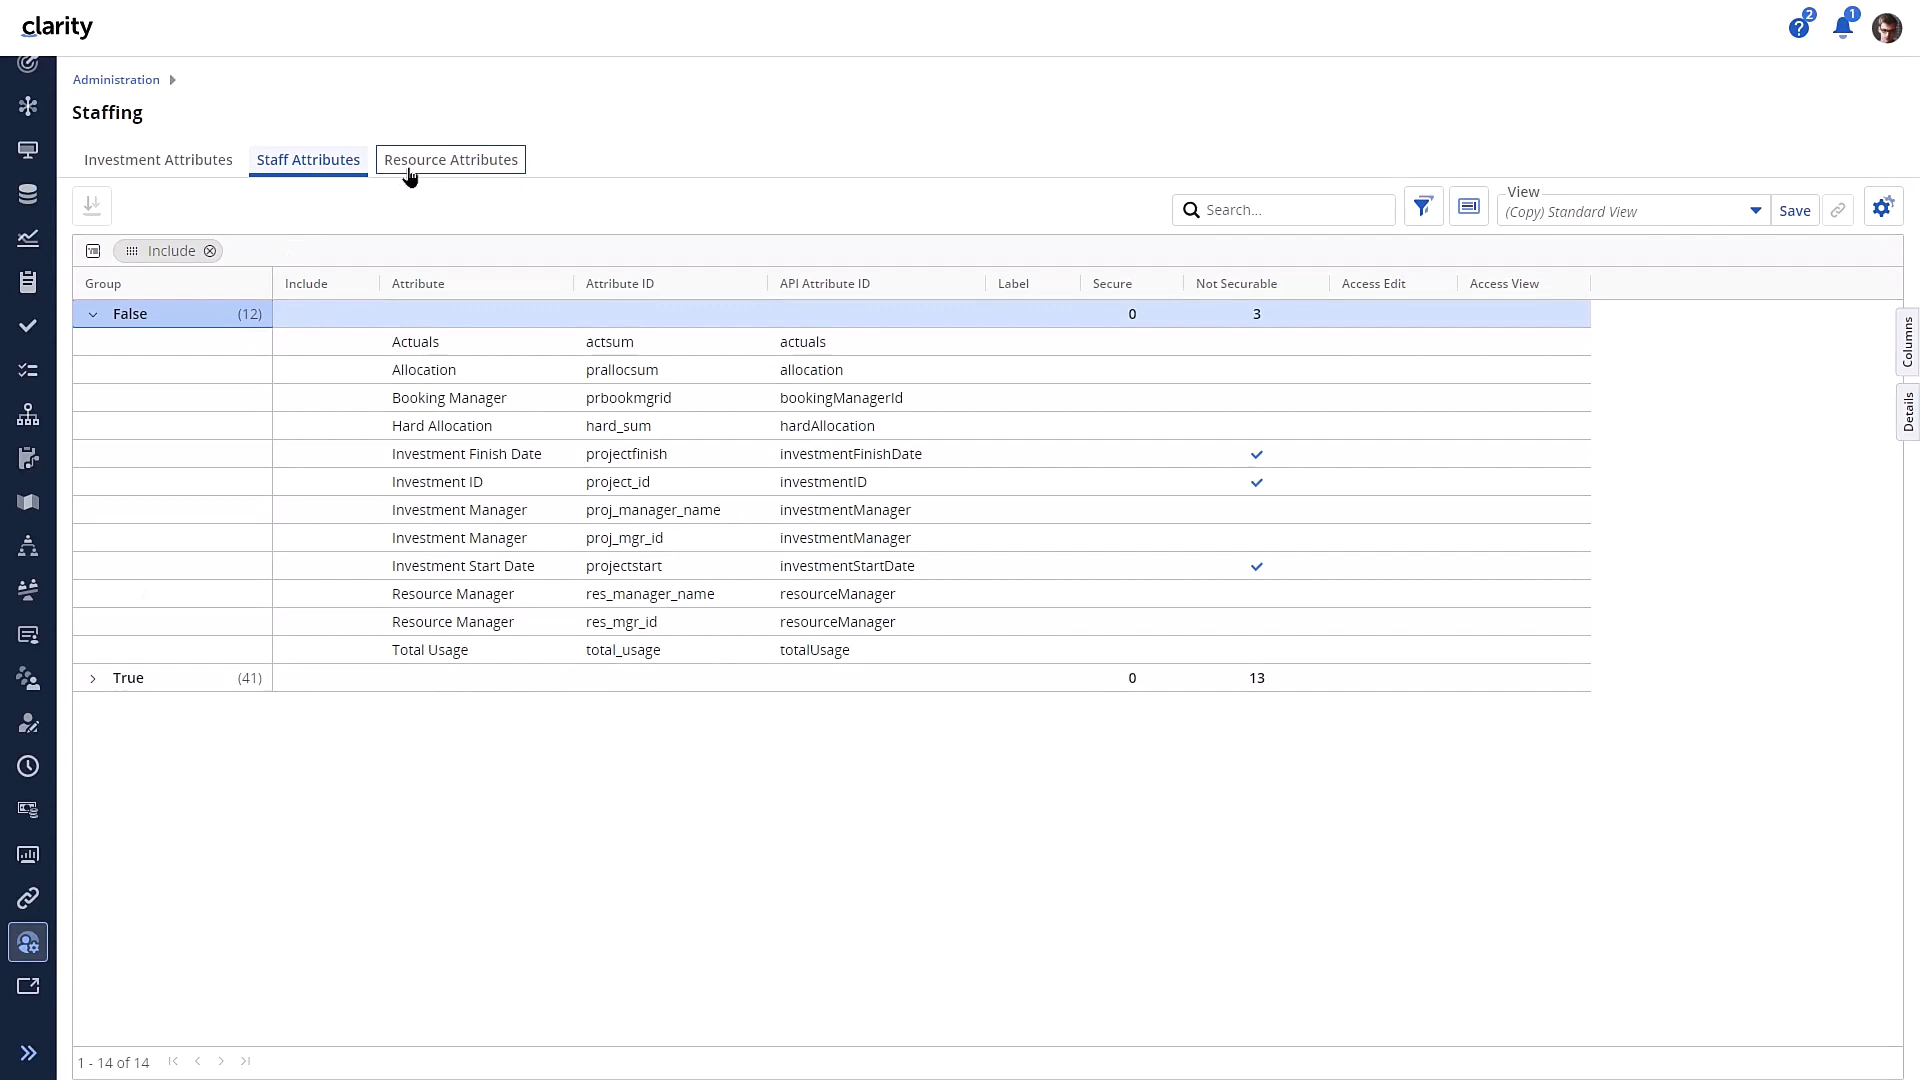 clarity
2
1
Administration
Staffing
Investment Attributes Staff Attributes Resource Attributes
Search...
View
(Copy) Standard View
Save
Include
Group Include Attribute Attribute ID API Attribute ID Label Secure Not Securable Access Edit Access View
False (12) 0 3
Actuals actsum actuals
Allocation prallocsum allocation
Booking Manager prbookmgrid bookingManagerId
Hard Allocation hard_sum hardAllocation
Investment Finish Date projectfinish investmentFinishDate
Investment ID project_id investmentID
Investment Manager proj_manager_name investmentManager
Investment Manager proj_mgr_id investmentManager
Investment Start Date projectstart investmentStartDate
Resource Manager res_manager_name resourceManager
Resource Manager res_mgr_id resourceManager
Total Usage total_usage totalUsage
True (41) 0 13
Columns
Details
1 - 14 of 14